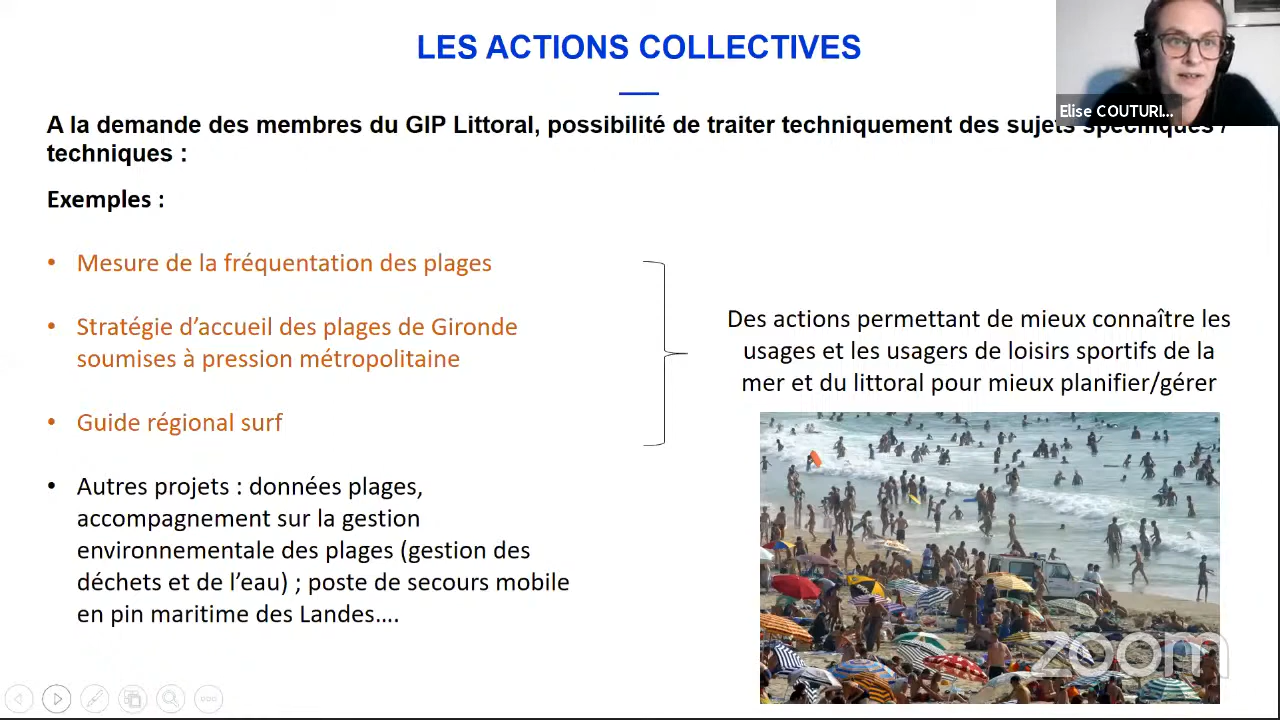 LES ACTIONS COLLECTIVES
Elise COUTURI...
A la demande des membres du GIP Littoral, possibilité de traiter techniquement des sujets spécifiques /
techniques :
Exemples :
• Mesure de la fréquentation des plages
• Stratégie d’accueil des plages de Gironde
soumises à pression métropolitaine
• Guide régional surf
• Autres projets : données plages,
accompagnement sur la gestion
environnementale des plages (gestion des
déchets et de l’eau) ; poste de secours mobile
en pin maritime des Landes….
Des actions permettant de mieux connaître les
usages et les usagers de loisirs sportifs de la
mer et du littoral pour mieux planifier/gérer
zoom